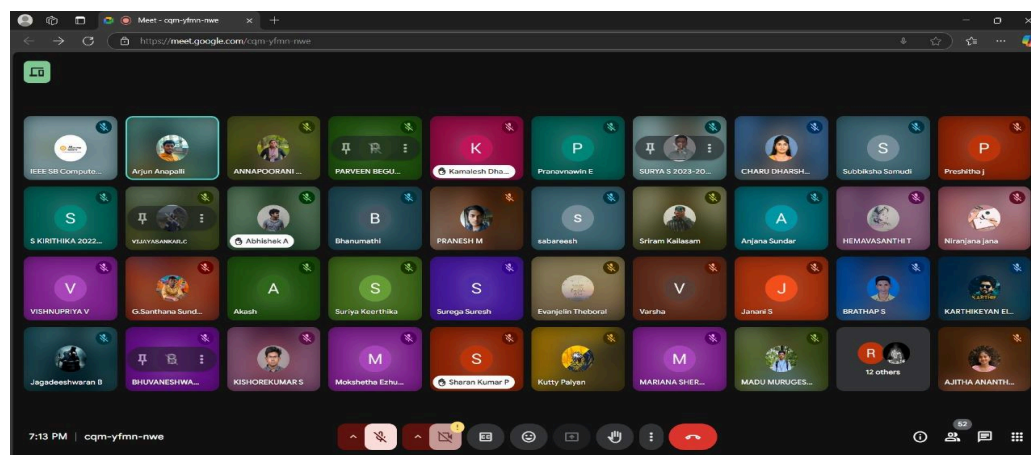 Meet - cqm-yfmn-nwe
https://meet.google.com/cqm-yfmn-nwe
IEEE SB Compute...
Arjun Anapalli
ANNAPOORANI ...
PARVEEN BEGU...
K
Kamalesh Dha...
P
Pranavnawin E
SURYA S 2023-20...
CHARU DHARSH...
S
Subbiksha Samudi
P
Preshitha j
S
S KIRITHIKA 2022...
VIJAYASANKAR.C
Abhishek A
B
Bhanumathi
PRANESH M
s
sabareesh
Sriram Kailasam
A
Anjana Sundar
HEMAVASANTHI T
Niranjana jana
V
VISHNUPRIYA V
G.Santhana Sund...
A
Akash
S
Suriya Keerthika
S
Surega Suresh
Evanjelin Theboral
V
Varsha
J
Janani S
BRATHAP S
KARTHIKEYAN EL...
Jagadeeshwaran B
BHUVANESHWA...
KISHOREKUMAR S
M
Mokshetha Ezhu...
S
Sharan Kumar P
Kutty Paiyan
M
MARIANA SHER...
MADU MURUGES...
R
12 others
AJITHA ANANTH...
7:13 PM | cqm-yfmn-nwe
52